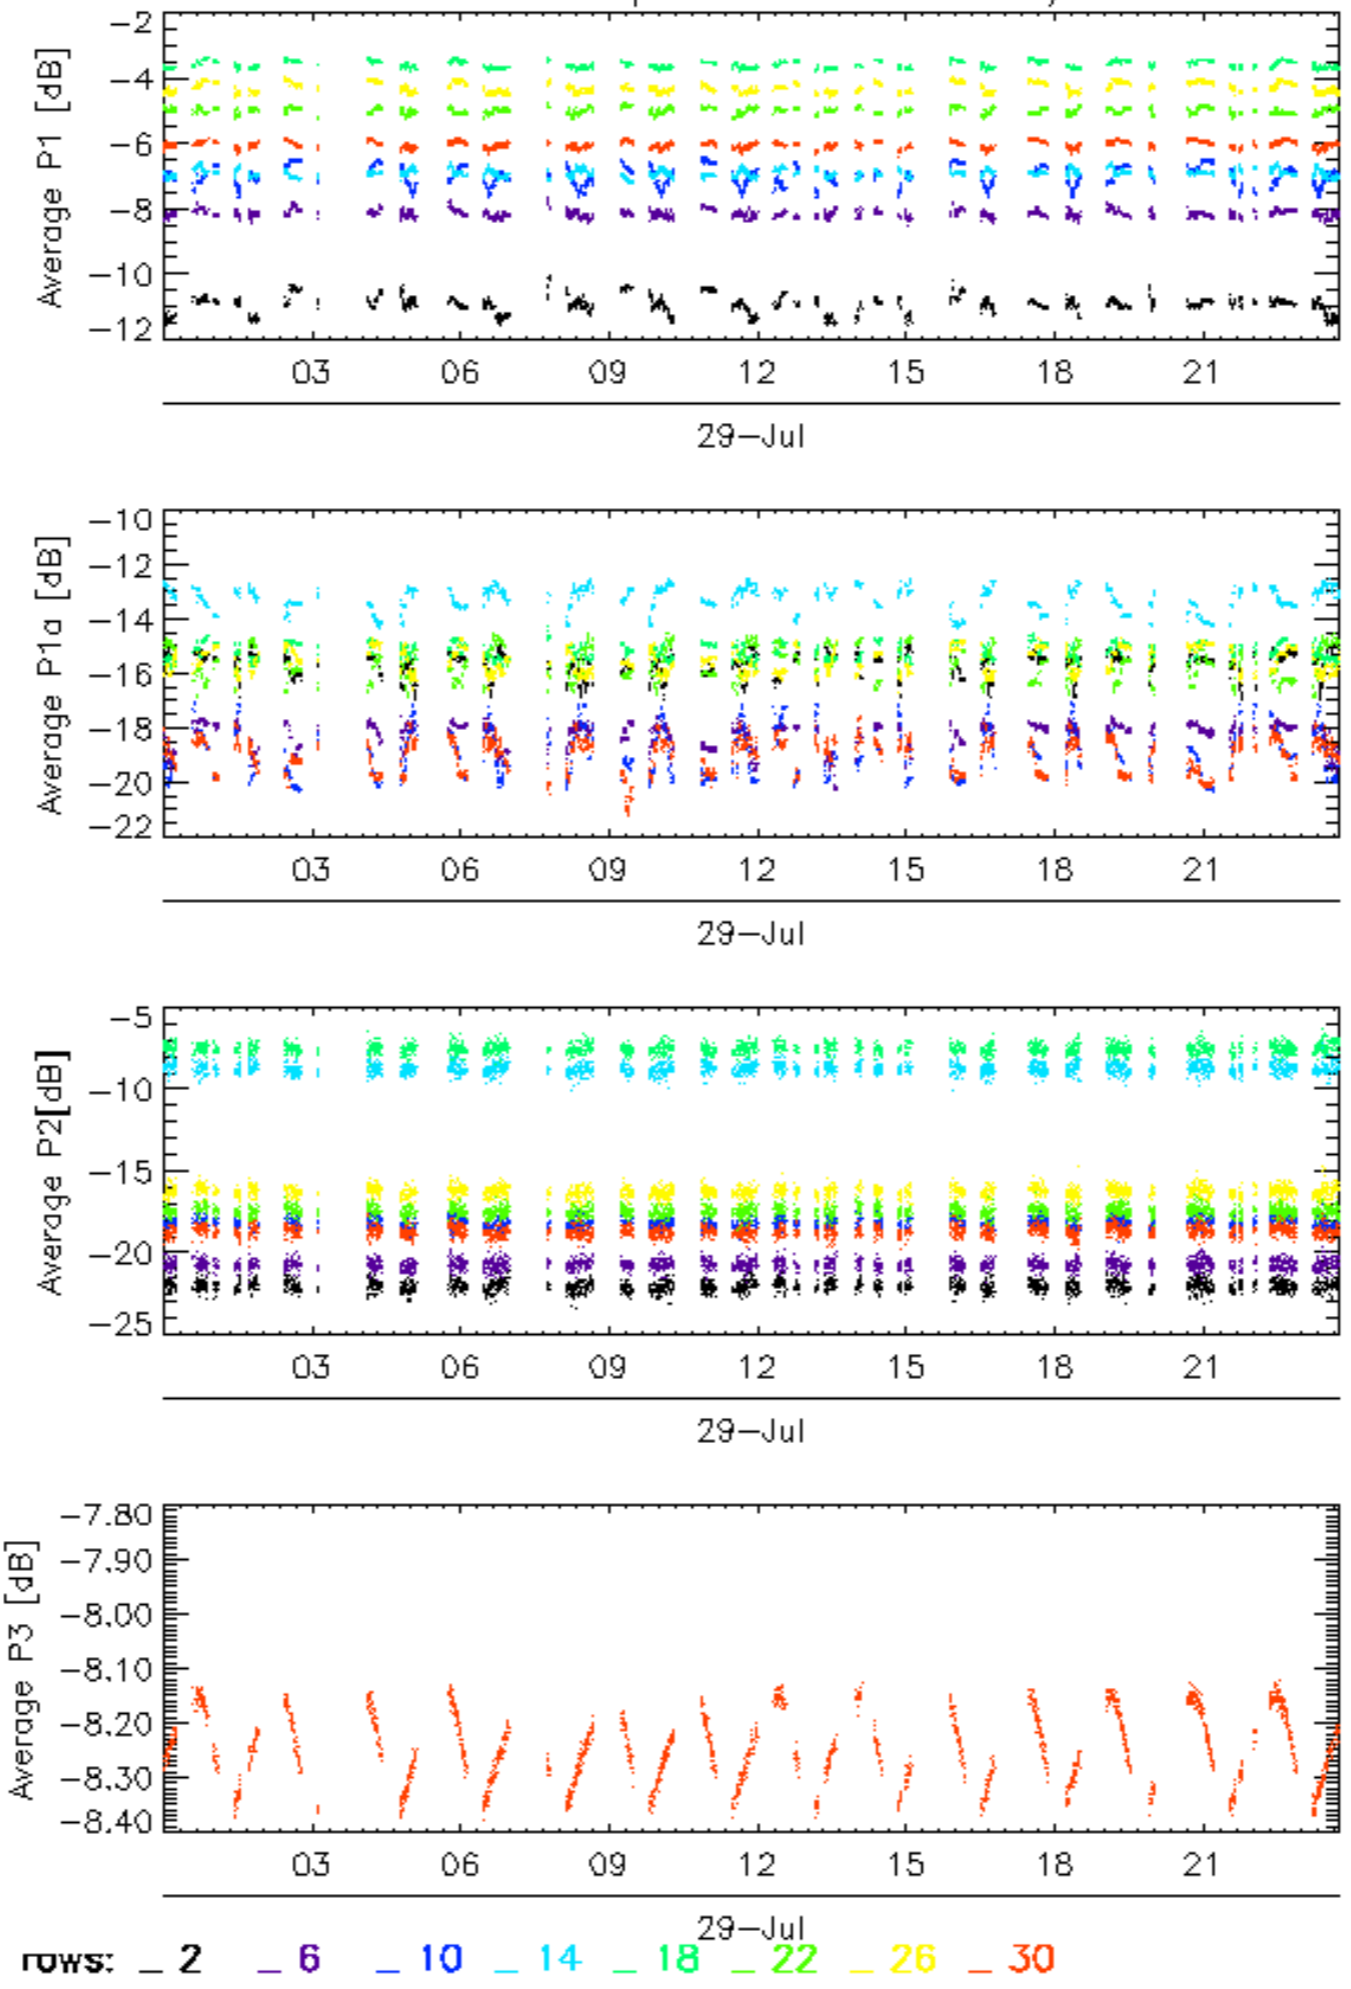 -2
-4
-6
-8
-10
-12
Average P1 [dB]
03 06 09 12 15 18 21
29-Jul
-10
-12
-14
-16
-18
-20
-22
Average P1a [dB]
03 06 09 12 15 18 21
29-Jul
-5
-10
-15
-20
-25
Average P2[dB]
03 06 09 12 15 18 21
29-Jul
-7.80
-7.90
-8.00
-8.10
-8.20
-8.30
-8.40
Average P3 [dB]
03 06 09 12 15 18 21
29-Jul
rows: _ 2 _ 6 _ 10 _ 14 _ 18 _ 22 _ 26 _ 30